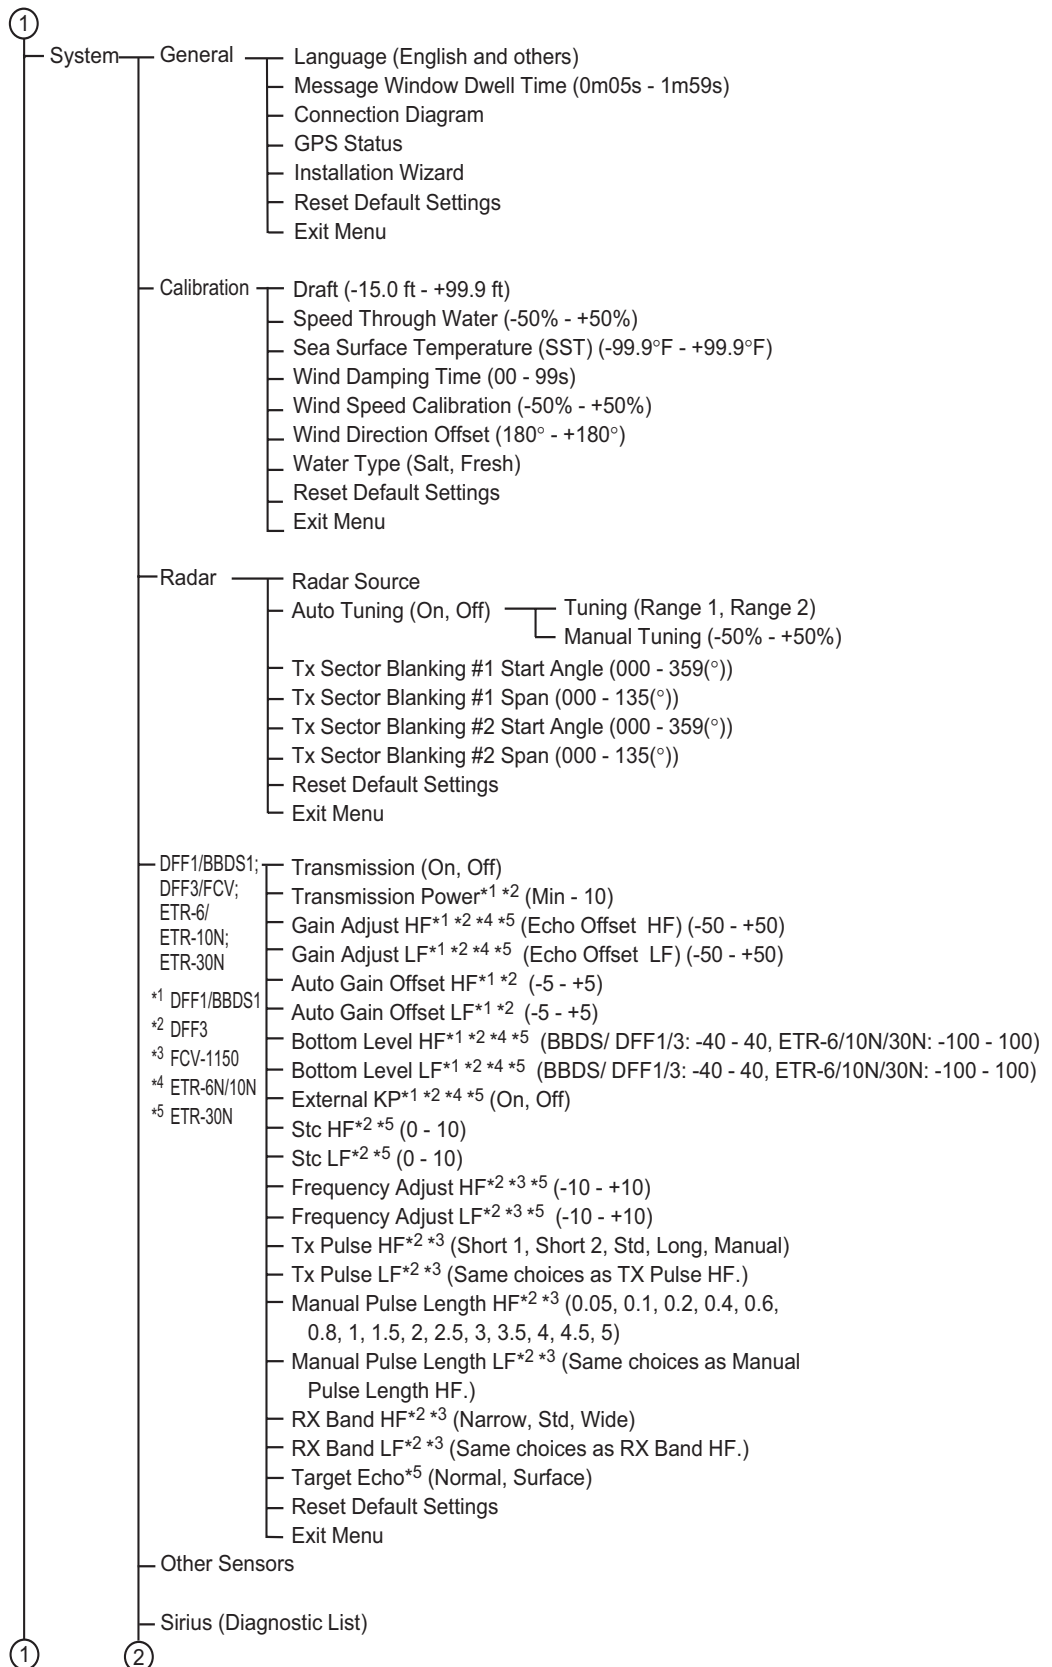 1
System
General
Language (English and others)
Message Window Dwell Time (0m05s - 1m59s)
Connection Diagram
GPS Status
Installation Wizard
Reset Default Settings
Exit Menu
Calibration
Draft (-15.0 ft - +99.9 ft)
Speed Through Water (-50% - +50%)
Sea Surface Temperature (SST) (-99.9°F - +99.9°F)
Wind Damping Time (00 - 99s)
Wind Speed Calibration (-50% - +50%)
Wind Direction Offset (180° - +180°)
Water Type (Salt, Fresh)
Reset Default Settings
Exit Menu
Radar
Radar Source
Auto Tuning (On, Off)
Tuning (Range 1, Range 2)
Manual Tuning (-50% - +50%)
Tx Sector Blanking #1 Start Angle (000 - 359(°))
Tx Sector Blanking #1 Span (000 - 135(°))
Tx Sector Blanking #2 Start Angle (000 - 359(°))
Tx Sector Blanking #2 Span (000 - 135(°))
Reset Default Settings
Exit Menu
DFF1/BBDS1;
DFF3/FCV;
ETR-6/
ETR-10N;
ETR-30N
*1 DFF1/BBDS1
*2 DFF3
*3 FCV-1150
*4 ETR-6N/10N
*5 ETR-30N
Transmission (On, Off)
Transmission Power*1 *2 (Min - 10)
Gain Adjust HF*1 *2 *4 *5 (Echo Offset HF) (-50 - +50)
Gain Adjust LF*1 *2 *4 *5 (Echo Offset LF) (-50 - +50)
Auto Gain Offset HF*1 *2 (-5 - +5)
Auto Gain Offset LF*1 *2 (-5 - +5)
Bottom Level HF*1 *2 *4 *5 (BBDS/ DFF1/3: -40 - 40, ETR-6/10N/30N: -100 - 100)
Bottom Level LF*1 *2 *4 *5 (BBDS/ DFF1/3: -40 - 40, ETR-6/10N/30N: -100 - 100)
External KP*1 *2 *4 *5 (On, Off)
Stc HF*2 *5 (0 - 10)
Stc LF*2 *5 (0 - 10)
Frequency Adjust HF*2 *3 *5 (-10 - +10)
Frequency Adjust LF*2 *3 *5 (-10 - +10)
Tx Pulse HF*2 *3 (Short 1, Short 2, Std, Long, Manual)
Tx Pulse LF*2 *3 (Same choices as TX Pulse HF.)
Manual Pulse Length HF*2 *3 (0.05, 0.1, 0.2, 0.4, 0.6,
0.8, 1, 1.5, 2, 2.5, 3, 3.5, 4, 4.5, 5)
Manual Pulse Length LF*2 *3 (Same choices as Manual
Pulse Length HF.)
RX Band HF*2 *3 (Narrow, Std, Wide)
RX Band LF*2 *3 (Same choices as RX Band HF.)
Target Echo*5 (Normal, Surface)
Reset Default Settings
Exit Menu
Other Sensors
Sirius (Diagnostic List)
1
2